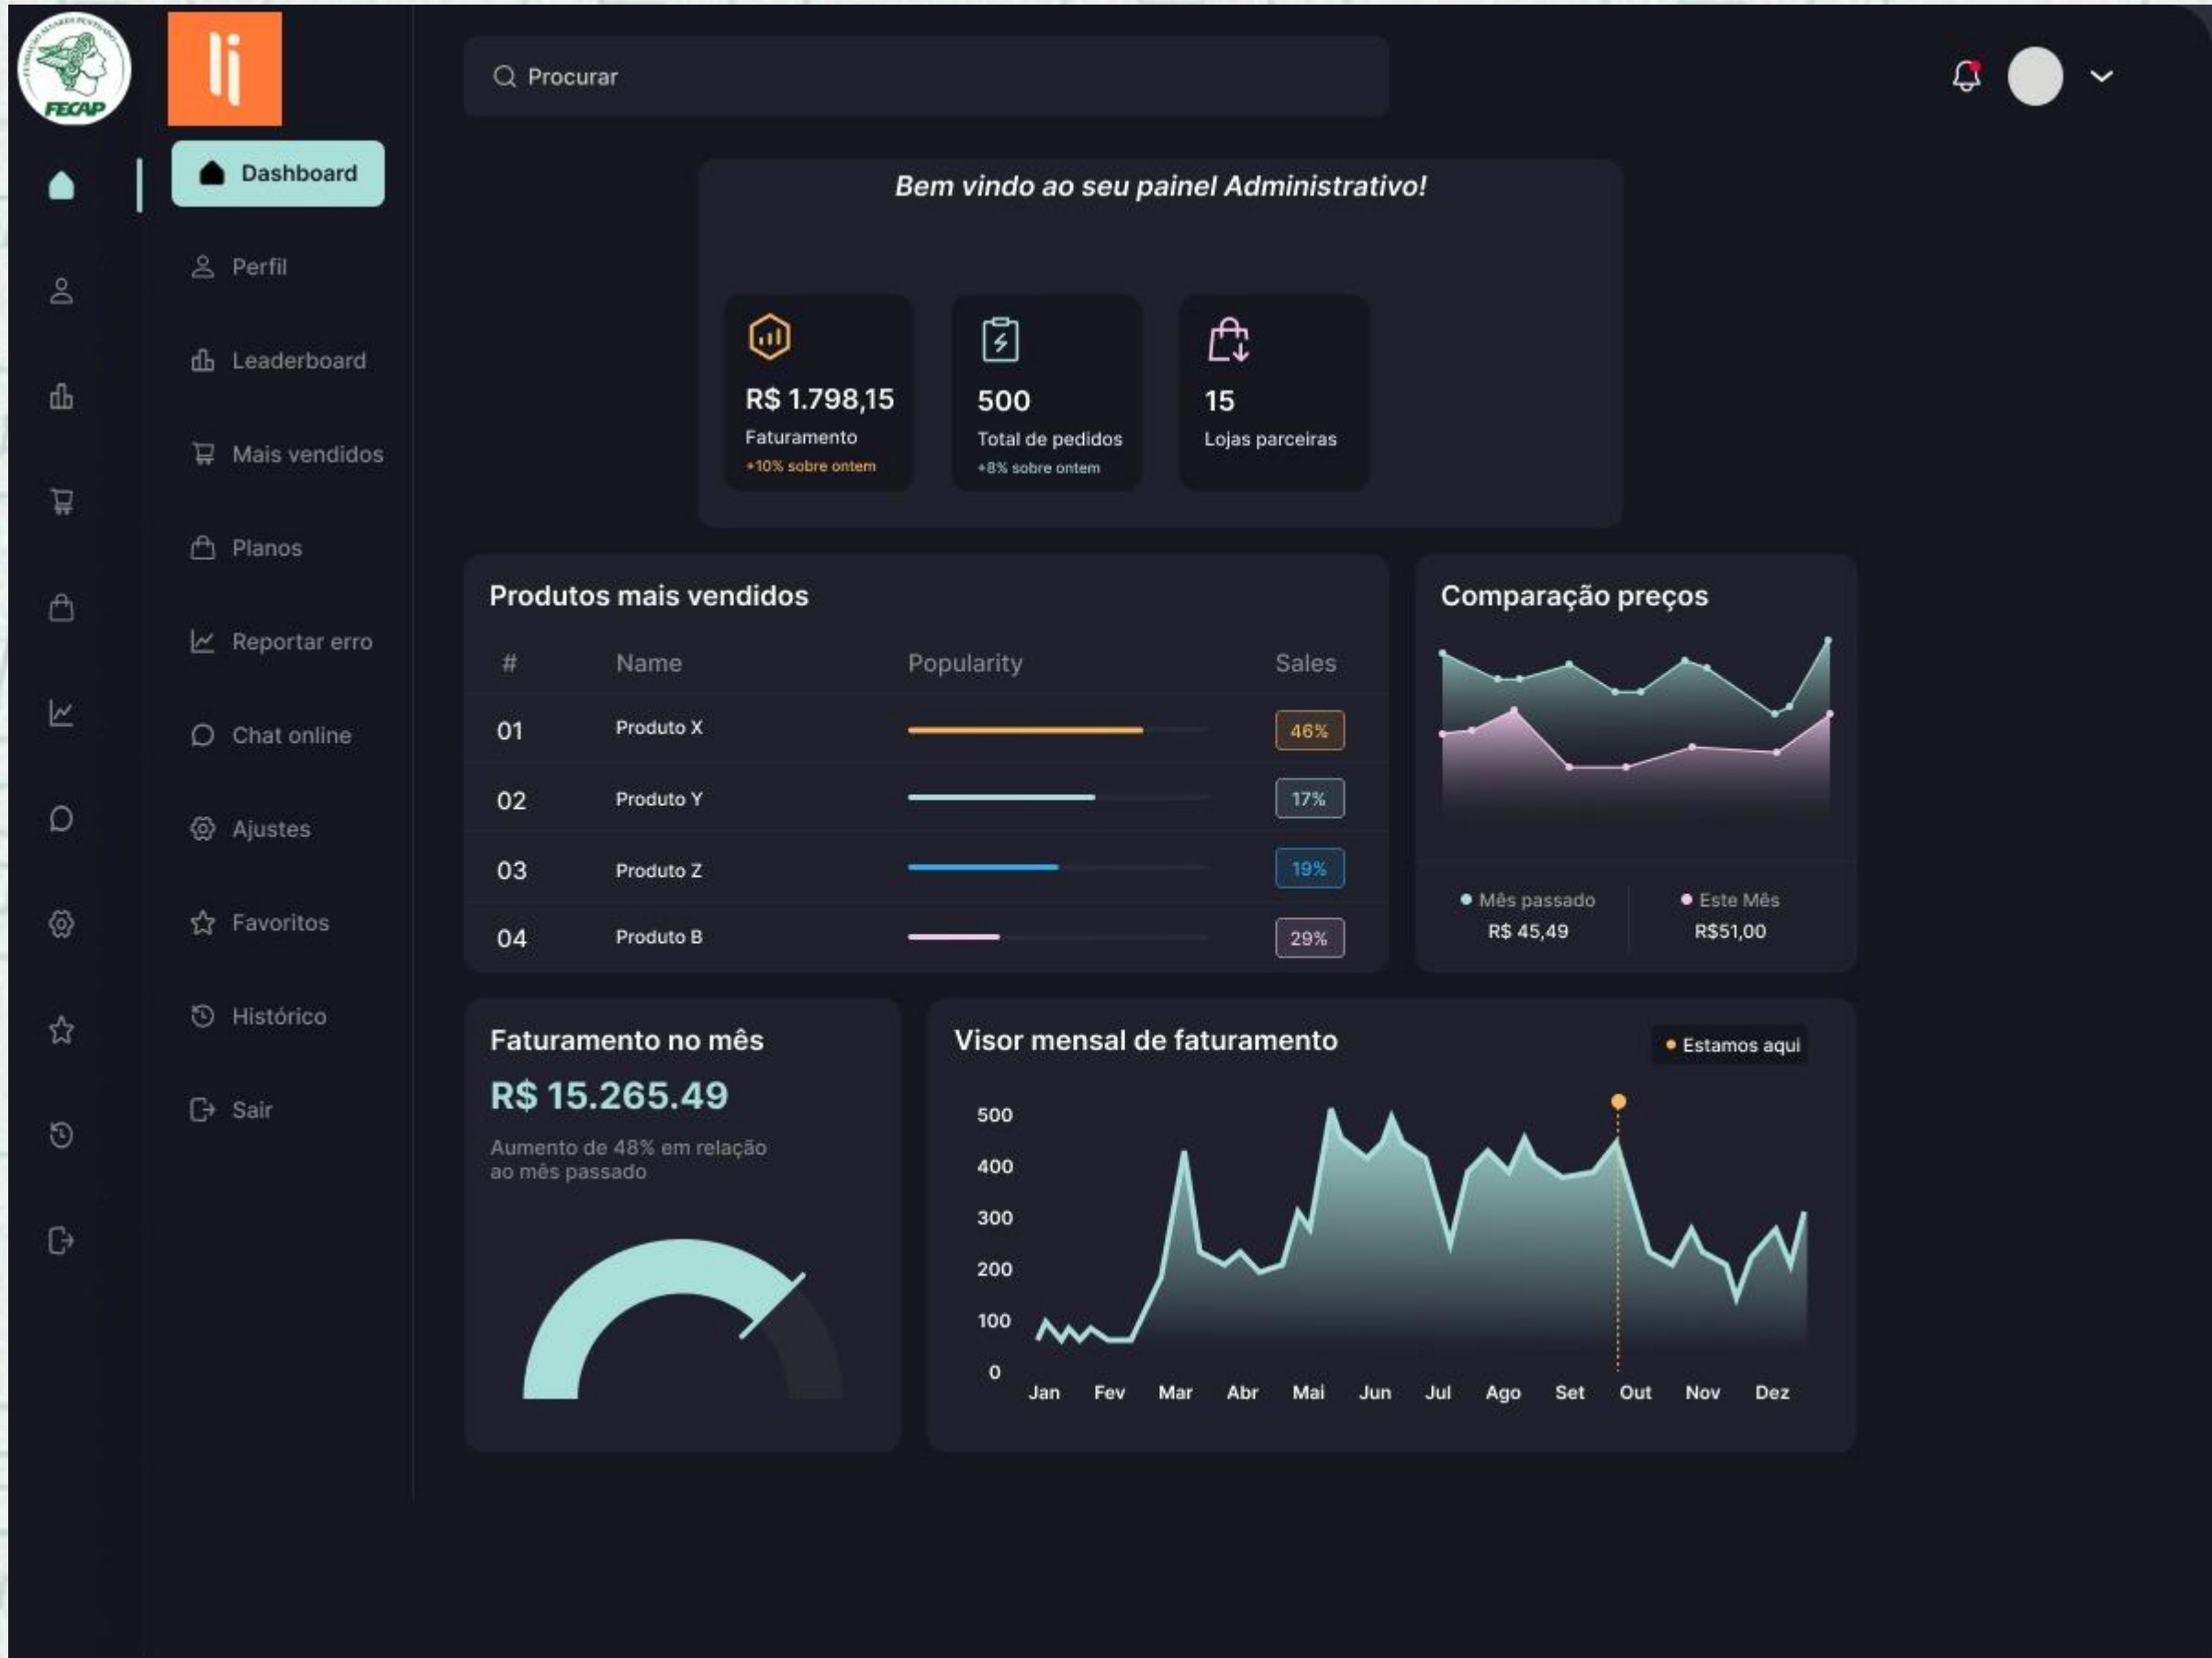 FUNDAÇÃO ALVARES PENTEADO
FECAP
lj
Procurar
Dashboard
Perfil
Leaderboard
Mais vendidos
Planos
Reportar erro
Chat online
Ajustes
Favoritos
Histórico
Sair
Bem vindo ao seu painel Administrativo!
R$ 1.798,15
Faturamento
+10% sobre ontem
500
Total de pedidos
+8% sobre ontem
15
Lojas parceiras
Produtos mais vendidos
# Name Popularity Sales
01 Produto X 46%
02 Produto Y 17%
03 Produto Z 19%
04 Produto B 29%
Comparação preços
Mês passado
R$ 45,49
Este Mês
R$51,00
Faturamento no mês
R$ 15.265.49
Aumento de 48% em relação
ao mês passado
Visor mensal de faturamento
Estamos aqui
500
400
300
200
100
0
Jan Fev Mar Abr Mai Jun Jul Ago Set Out Nov Dez